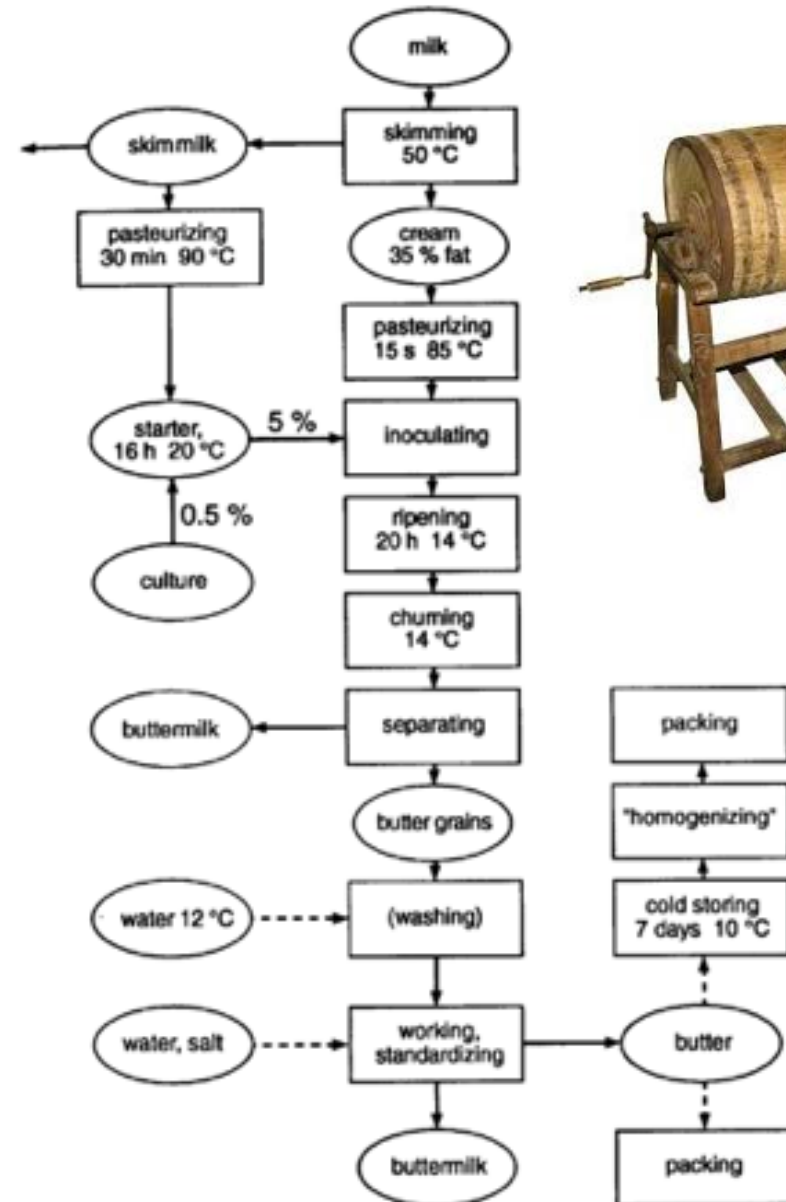 milk
skimming
50 °C
skimmilk
pasteurizing
30 min 90 °C
cream
35 % fat
pasteurizing
15 s 85 °C
starter,
16 h 20 °C
5 %
inoculating
0.5 %
culture
ripening
20 h 14 °C
churning
14 °C
buttermilk
separating
packing
butter grains
"homogenizing"
water 12 °C
(washing)
cold storing
7 days 10 °C
water, salt
working,
standardizing
butter
buttermilk
packing